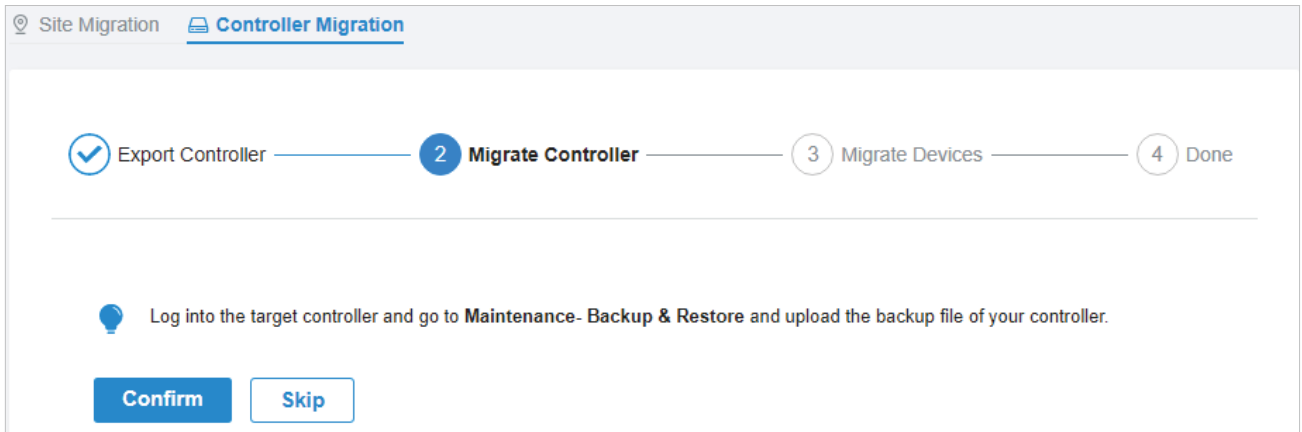 Site Migration Controller Migration
Export Controller 2 Migrate Controller 3 Migrate Devices 4 Done
Log into the target controller and go to Maintenance- Backup & Restore and upload the backup file of your controller.
Confirm Skip